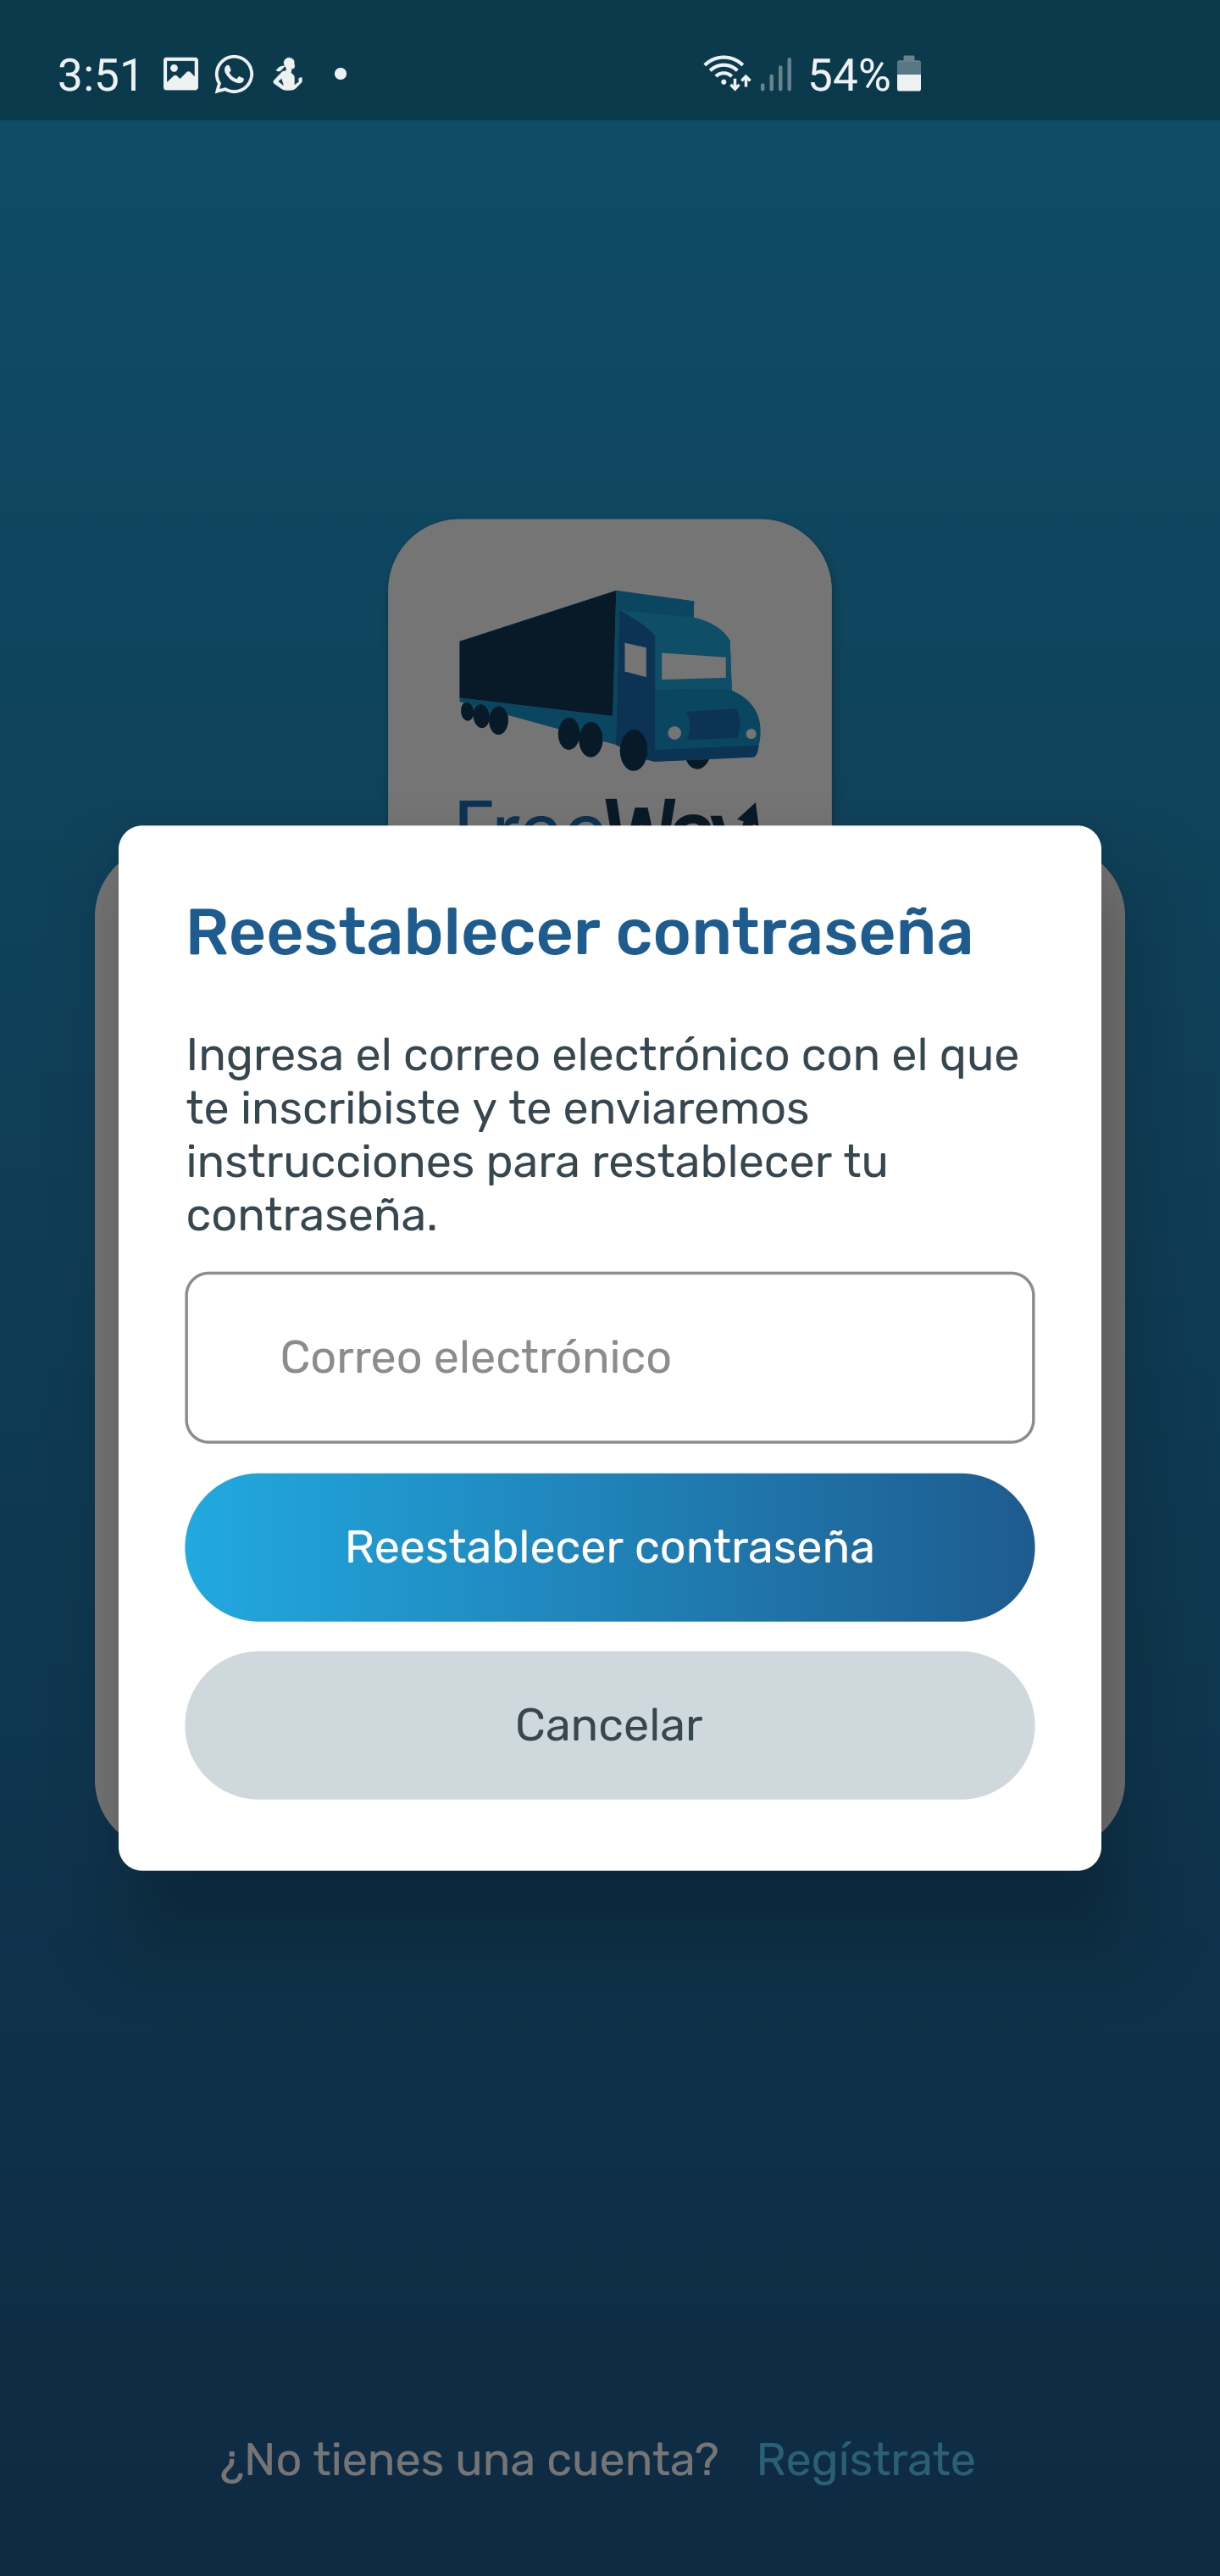 3:51
54%
FreeWay
Reestablecer contraseña
Ingresa el correo electrónico con el que
te inscribiste y te enviaremos
instrucciones para restablecer tu
contraseña.
Correo electrónico
Reestablecer contraseña
Cancelar
¿No tienes una cuenta? Regístrate